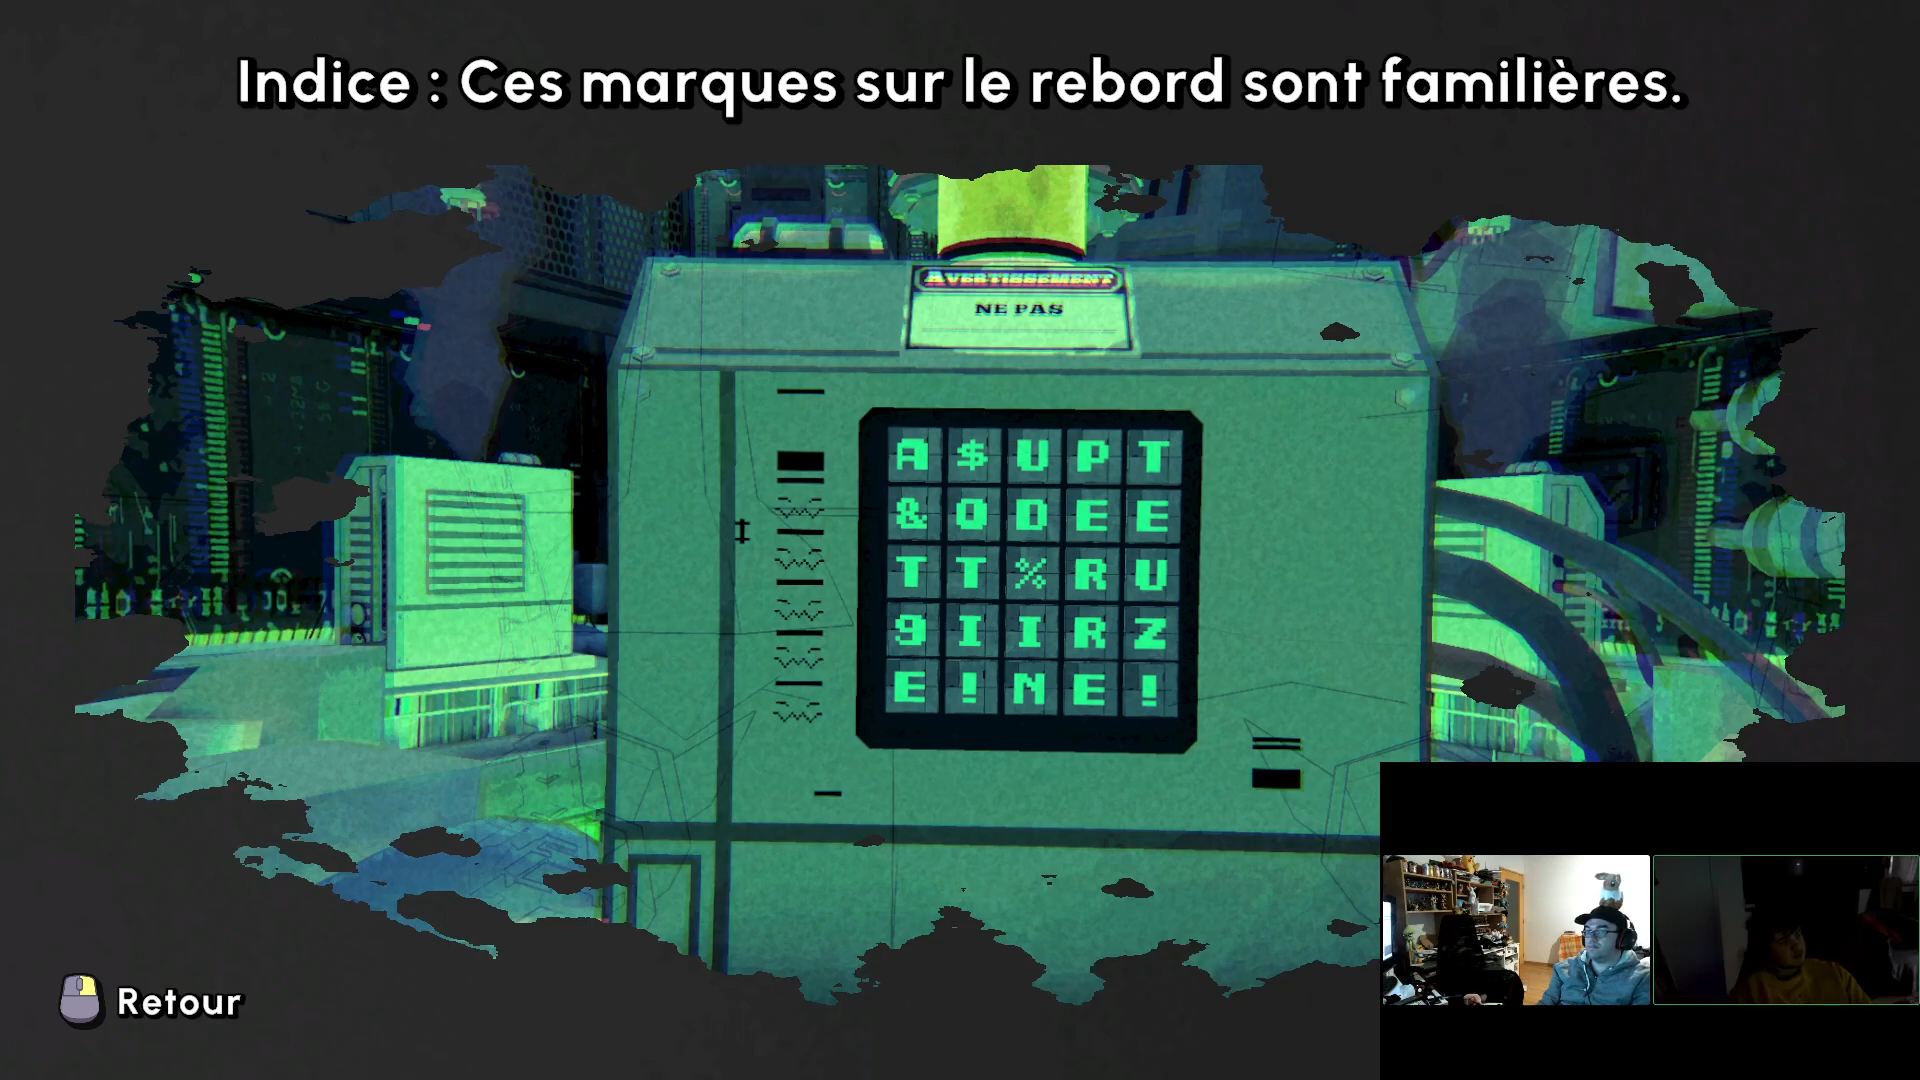 Indice : Ces marques sur le rebord sont familières.
AVERTISSEMENT
NE PAS
A $ U P T
& O D E E
T T % R U
9 I I R Z
E ! N E !
Retour